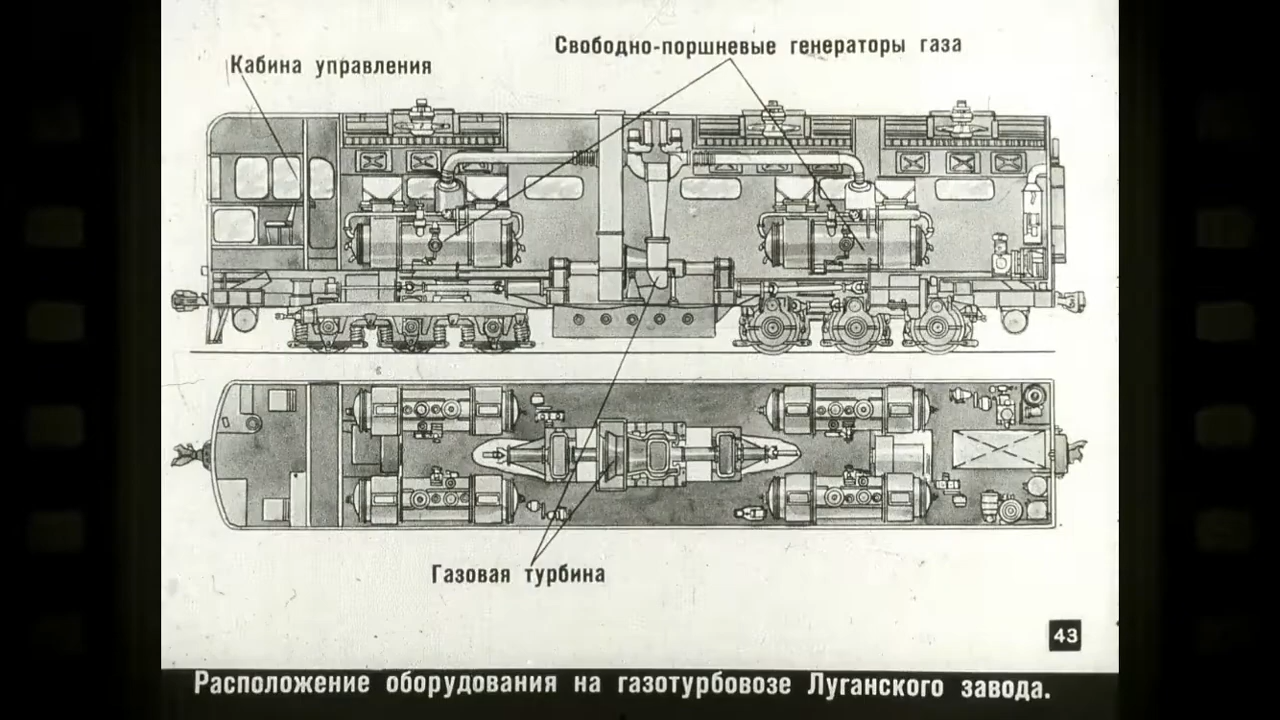 Свободно-поршневые генераторы газа
Кабина управления
Газовая турбина
43
Расположение оборудования на газотурбовозе Луганского завода.